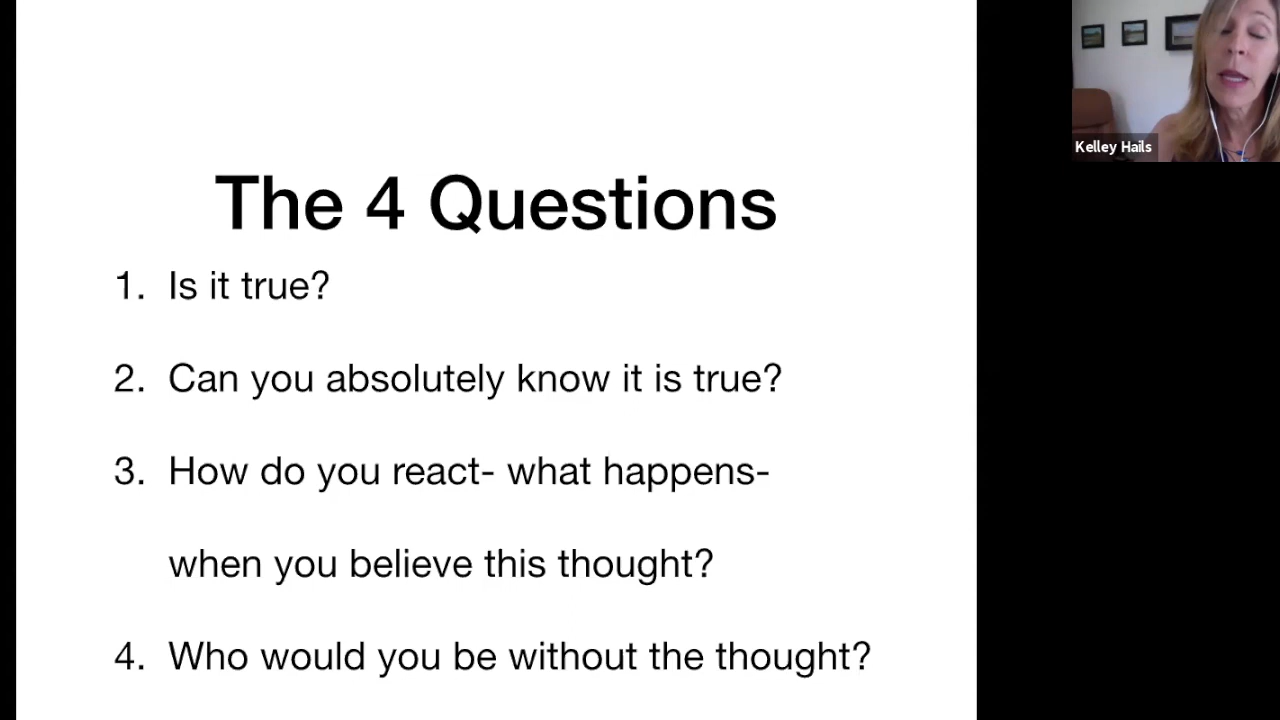 The 4 Questions
1. Is it true?
2. Can you absolutely know it is true?
3. How do you react- what happens-
when you believe this thought?
4. Who would you be without the thought?
Kelley Hails